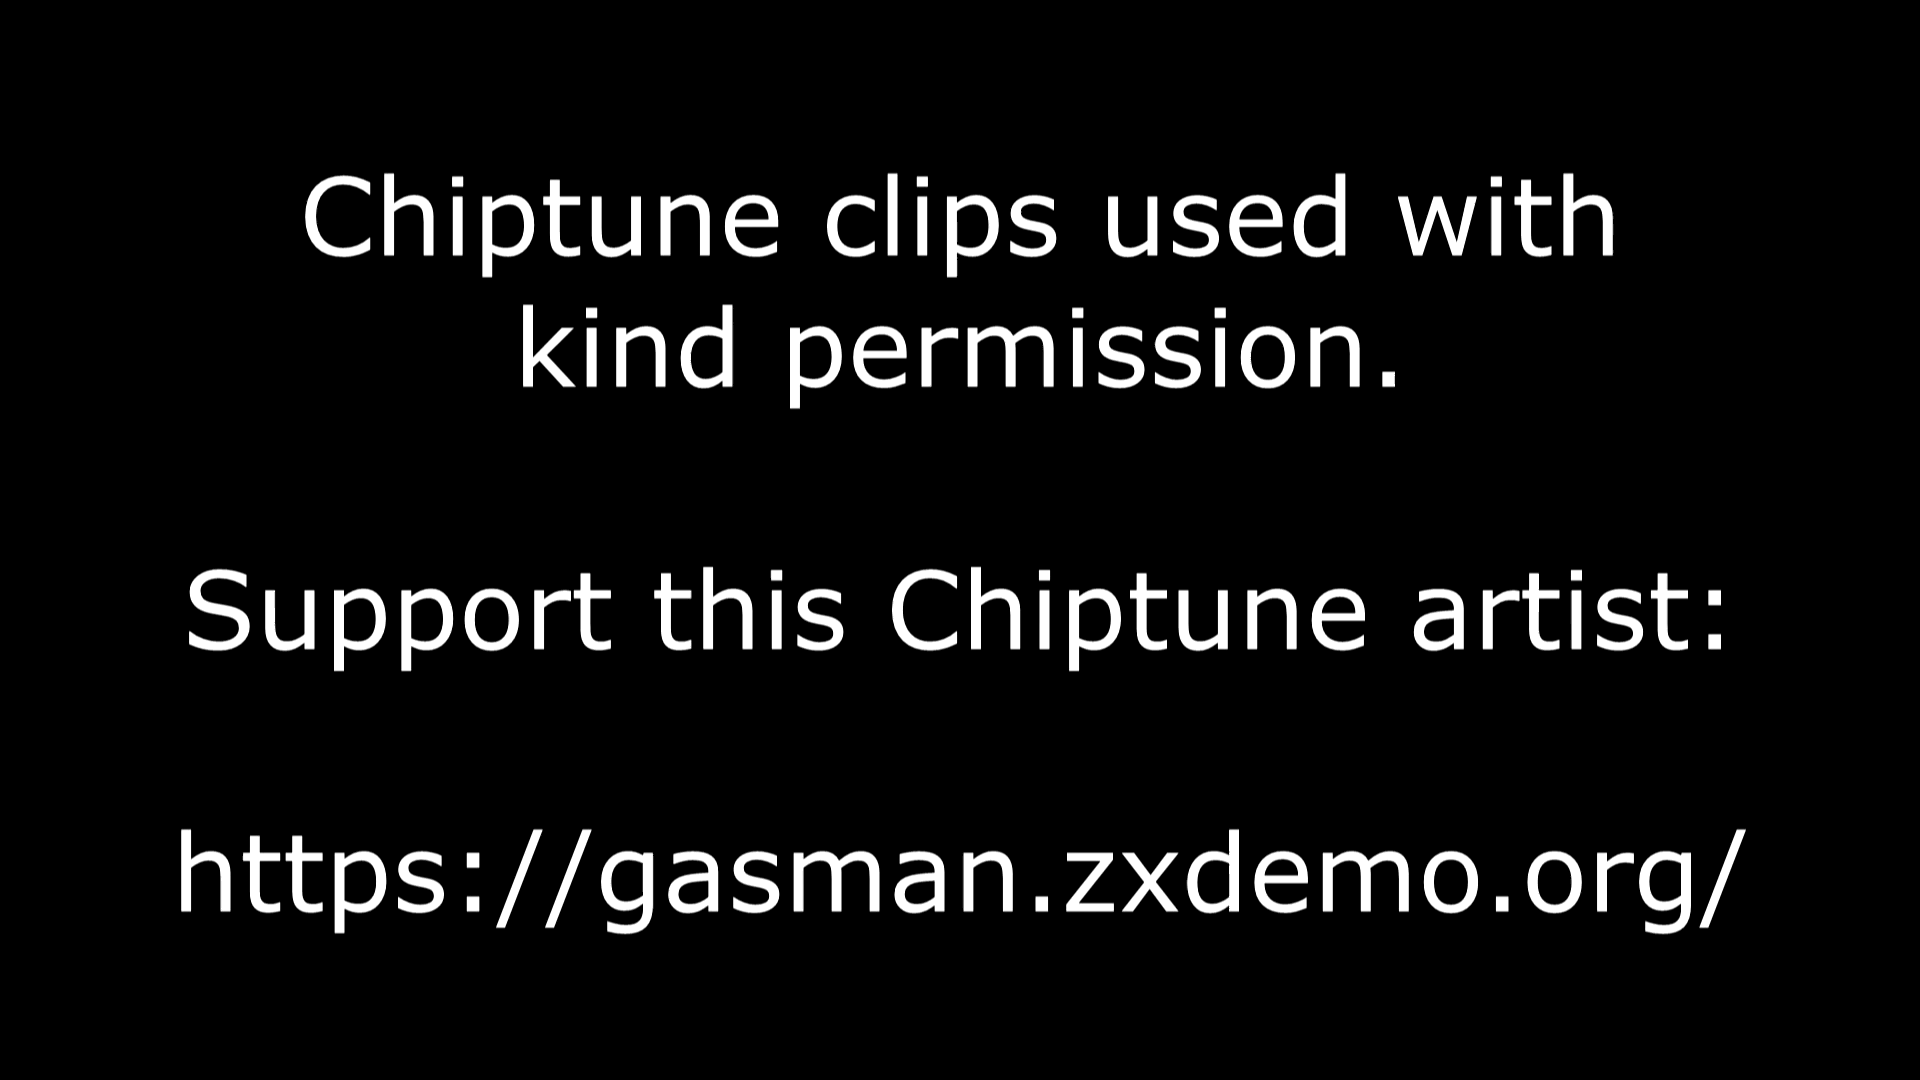 Chiptune clips used with
kind permission.
Support this Chiptune artist:
https://gasman.zxdemo.org/